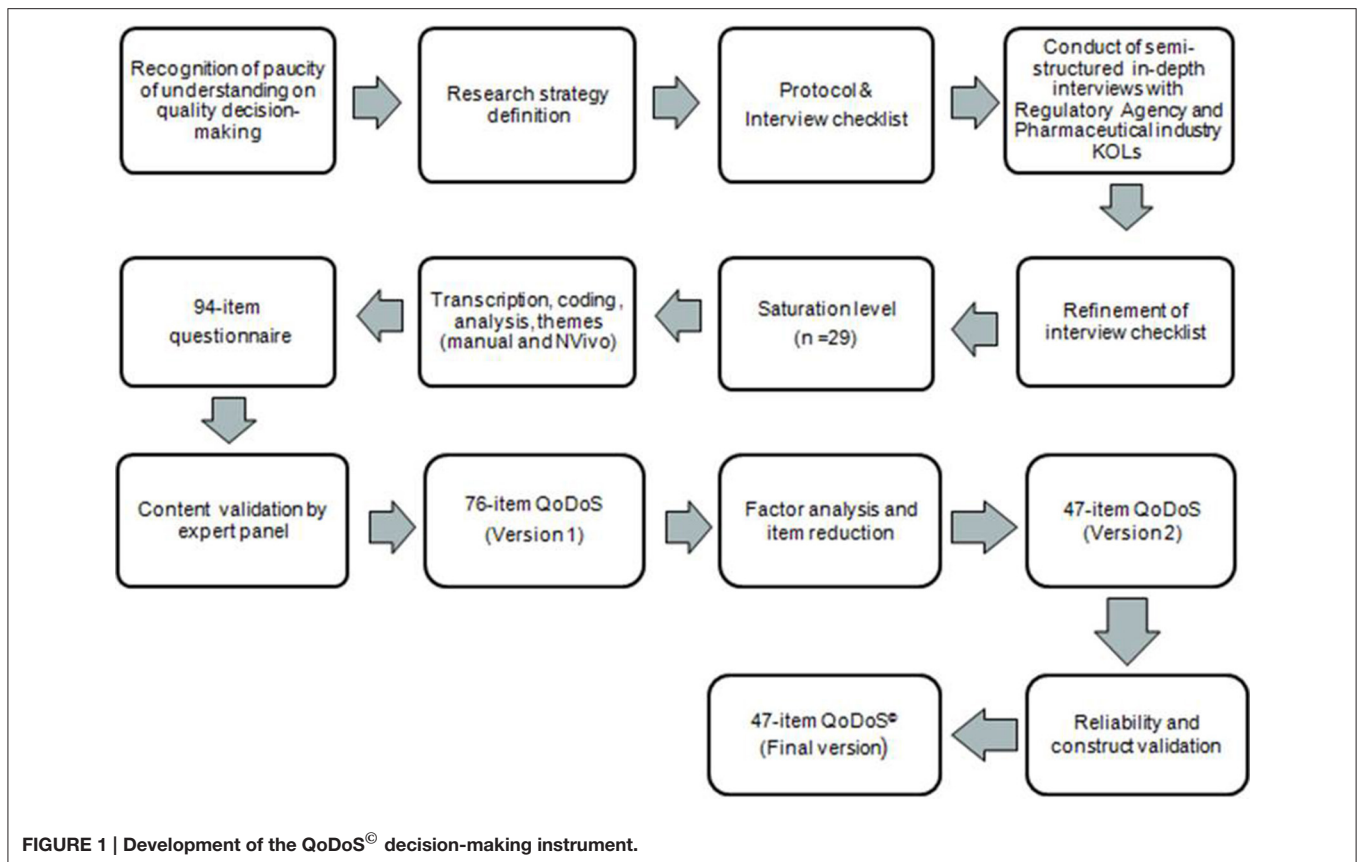 Recognition of paucity
of understanding on
quality decision-
making
Research strategy
definition
Protocol &
Interview checklist
Conduct of semi-
structured in-depth
interviews with
Regulatory Agency and
Pharmaceutical industry
KOLs
Refinement of
interview checklist
Saturation level
(n =29)
Transcription, coding,
analysis, themes
(manual and NVivo)
94-item
questionnaire
Content validation by
expert panel
76-item QoDoS
(Version 1)
Factor analysis and
item reduction
47-item QoDoS
(Version 2)
Reliability and
construct validation
47-item QoDoS©
(Final version)
FIGURE 1 | Development of the QoDoS© decision-making instrument.